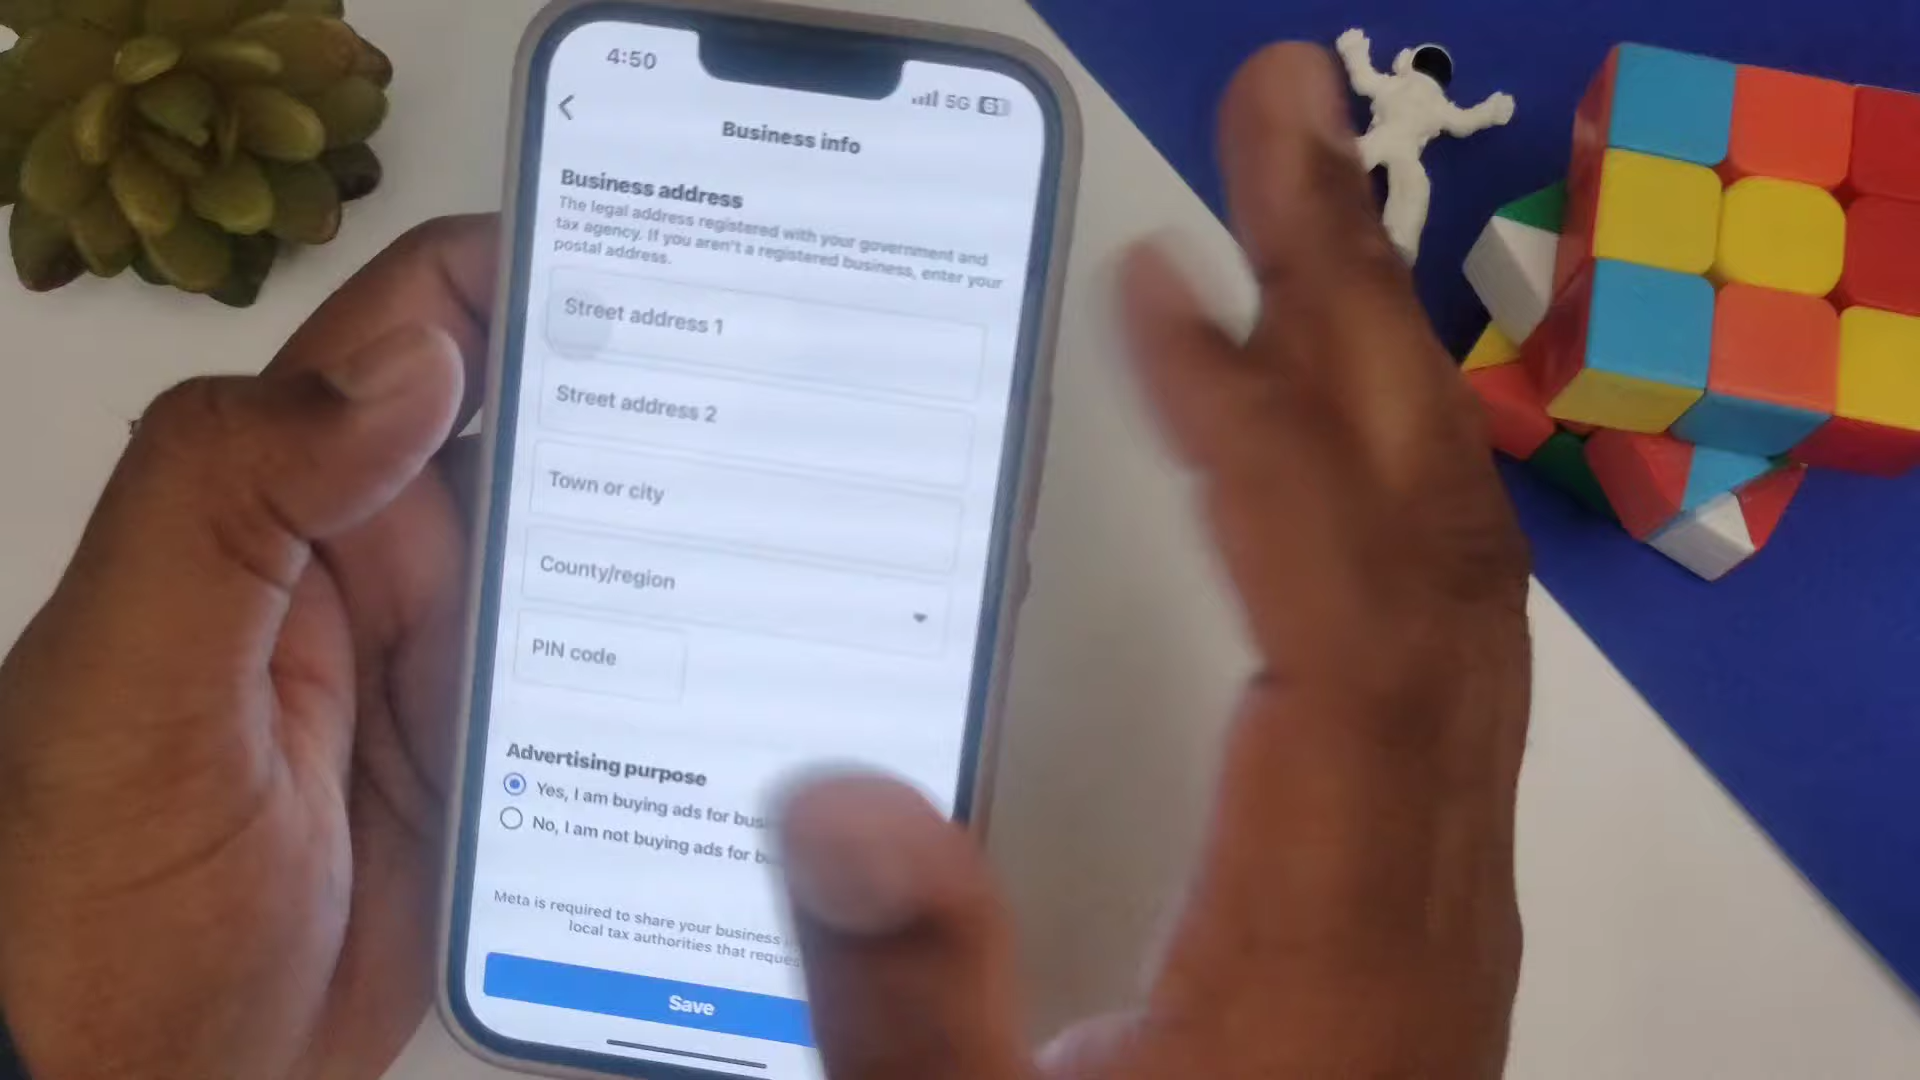 4:50
5G
Business info
Business address
The legal address registered with your government and
tax agency. If you aren't a registered business, enter your
postal address.
Street address 1
Street address 2
Town or city
County/region
PIN code
Advertising purpose
Yes, I am buying ads for
No, I am not buying ads for
Meta is required to share your business
local tax authorities that
Save